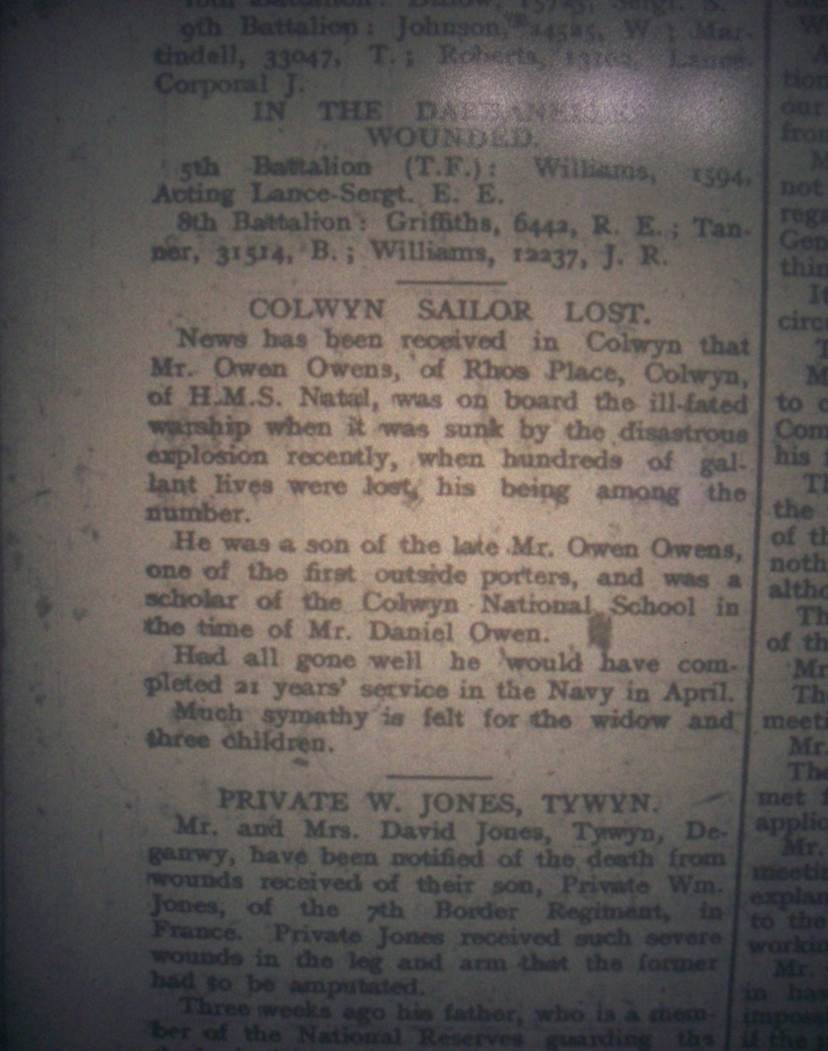 9th Battalion: Johnson, 24525, W.; Mar-
tindell, 33047, T.; Roberts, Lance-
Corporal J.
IN THE DARDANELLES
WOUNDED.
5th Battalion (T.F.): Williams, 1594,
Acting Lance-Sergt. E. E.
8th Battalion: Griffiths, 6442, R. E.; Tan-
ner, 31514, B.; Williams, 12237, J. R.
COLWYN SAILOR LOST.
News has been received in Colwyn that
Mr. Owen Owens, of Rhos Place, Colwyn,
of H.M.S. Natal, was on board the ill-fated
warship when it was sunk by the disastrous
explosion recently, when hundreds of gal-
lant lives were lost, his being among the
number.
He was a son of the late Mr. Owen Owens,
one of the first outside porters, and was a
scholar of the Colwyn National School in
the time of Mr. Daniel Owen.
Had all gone well he would have com-
pleted 21 years' service in the Navy in April.
Much symathy is felt for the widow and
three children.
PRIVATE W. JONES, TYWYN.
Mr. and Mrs. David Jones, Tywyn, De-
ganwy, have been notified of the death from
wounds received of their son, Private Wm.
Jones, of the 7th Border Regiment, in
France. Private Jones received such severe
wounds in the leg and arm that the former
had to be amputated.
Three weeks ago his father, who is a mem-
ber of the National Reserves guarding the